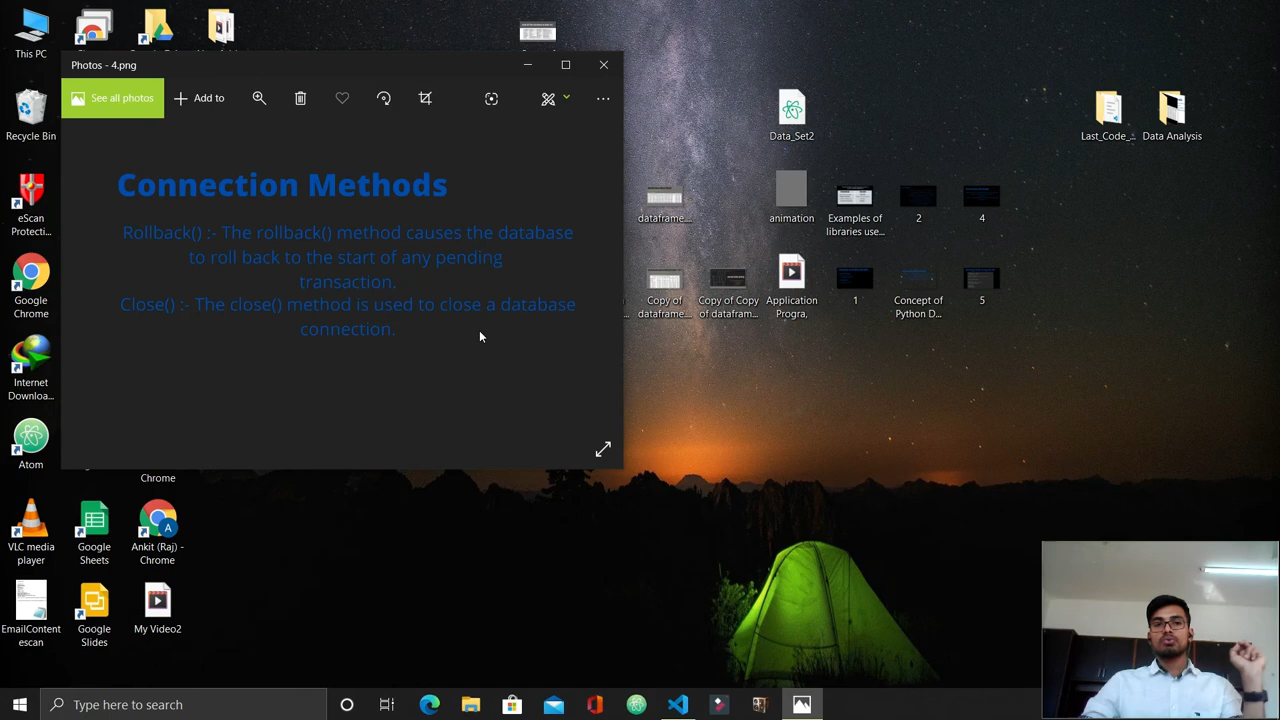 This PC
Recycle Bin
eScan
Protecti...
Google
Chrome
Internet
Downloa...
Atom
VLC media
player
EmailContent
escan
Chrome
Google
Sheets
Ankit (Raj) -
Chrome
Google
Slides
My Video2
Photos - 4.png
See all photos
Add to
Connection Methods
Rollback() :- The rollback() method causes the database
to roll back to the start of any pending
transaction.
Close() :- The close() method is used to close a database
connection.
Data_Set2
Last_Code_...
Data Analysis
dataframe....
animation
Examples of
libraries use...
2
4
Copy of
dataframe...
Copy of Copy
of datafram...
Application
Progra,
1
Concept of
Python D...
5
Type here to search